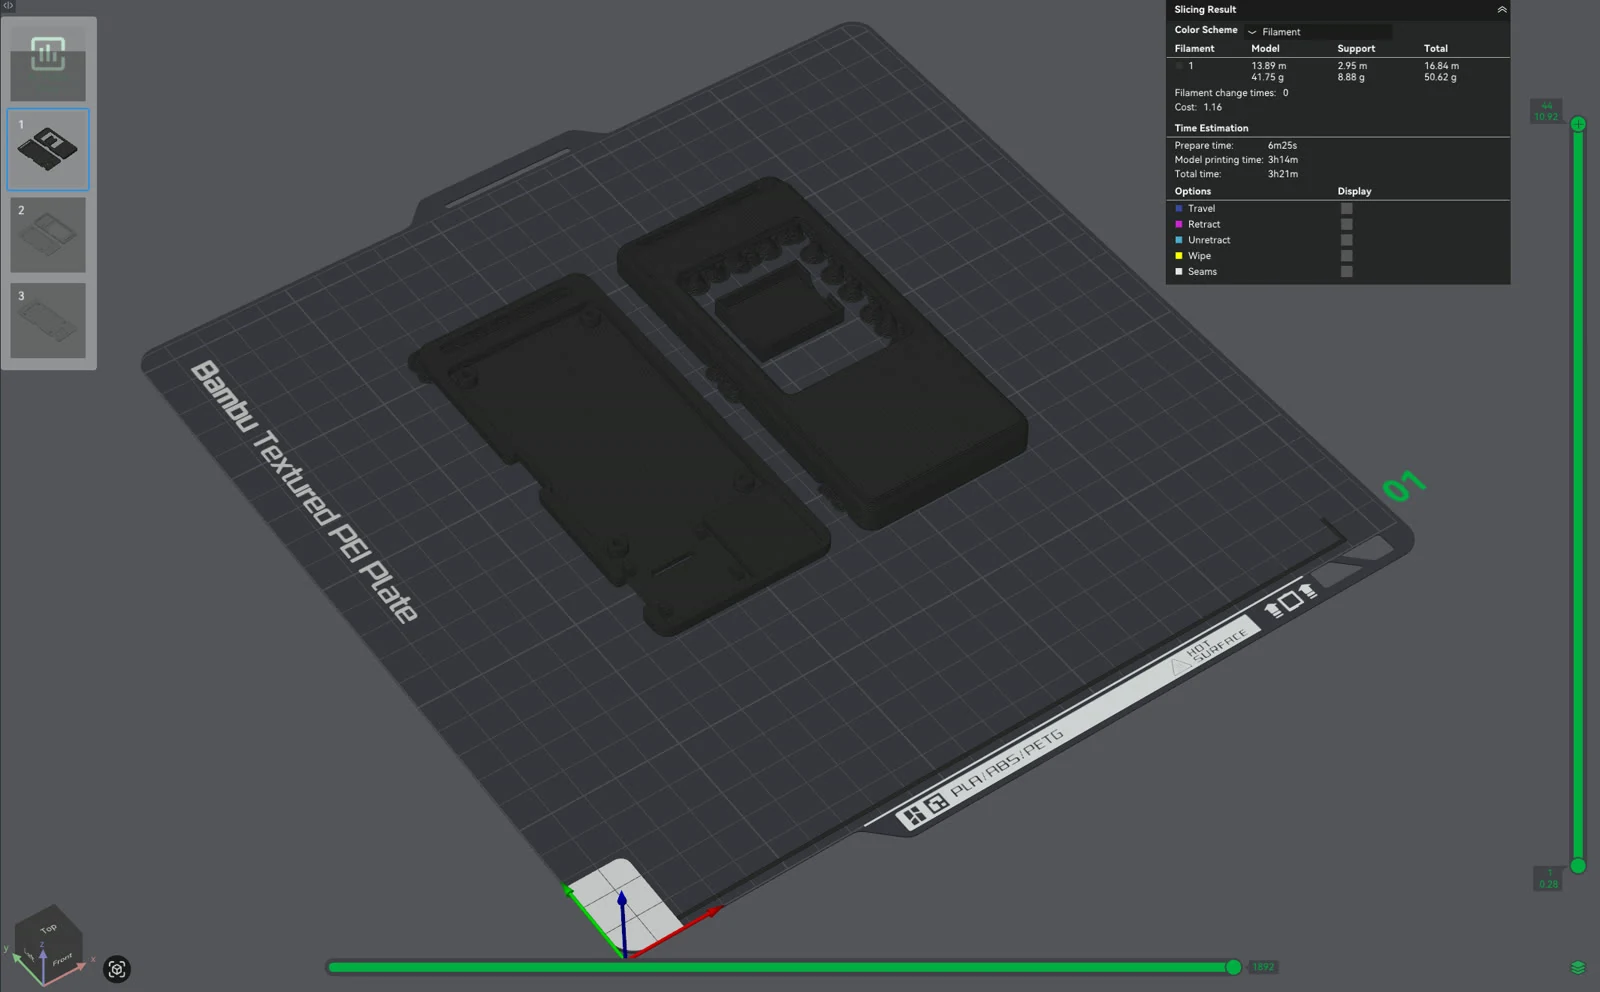 Slicing Result
Color Scheme Filament
Filament Model Support Total
1 13.89 m 2.95 m 16.84 m
41.75 g 8.88 g 50.62 g
Filament change times: 0
Cost: 1.16
Time Estimation
Prepare time: 6m25s
Model printing time: 3h14m
Total time: 3h21m
Options Display
Travel
Retract
Unretract
Wipe
Seams
1
2
3
44
10.92
Bambu Textured PEI Plate
01
HOT
SURFACE
PLA/ABS/PETG
1
0.28
Top
Front
z
y
x
1892